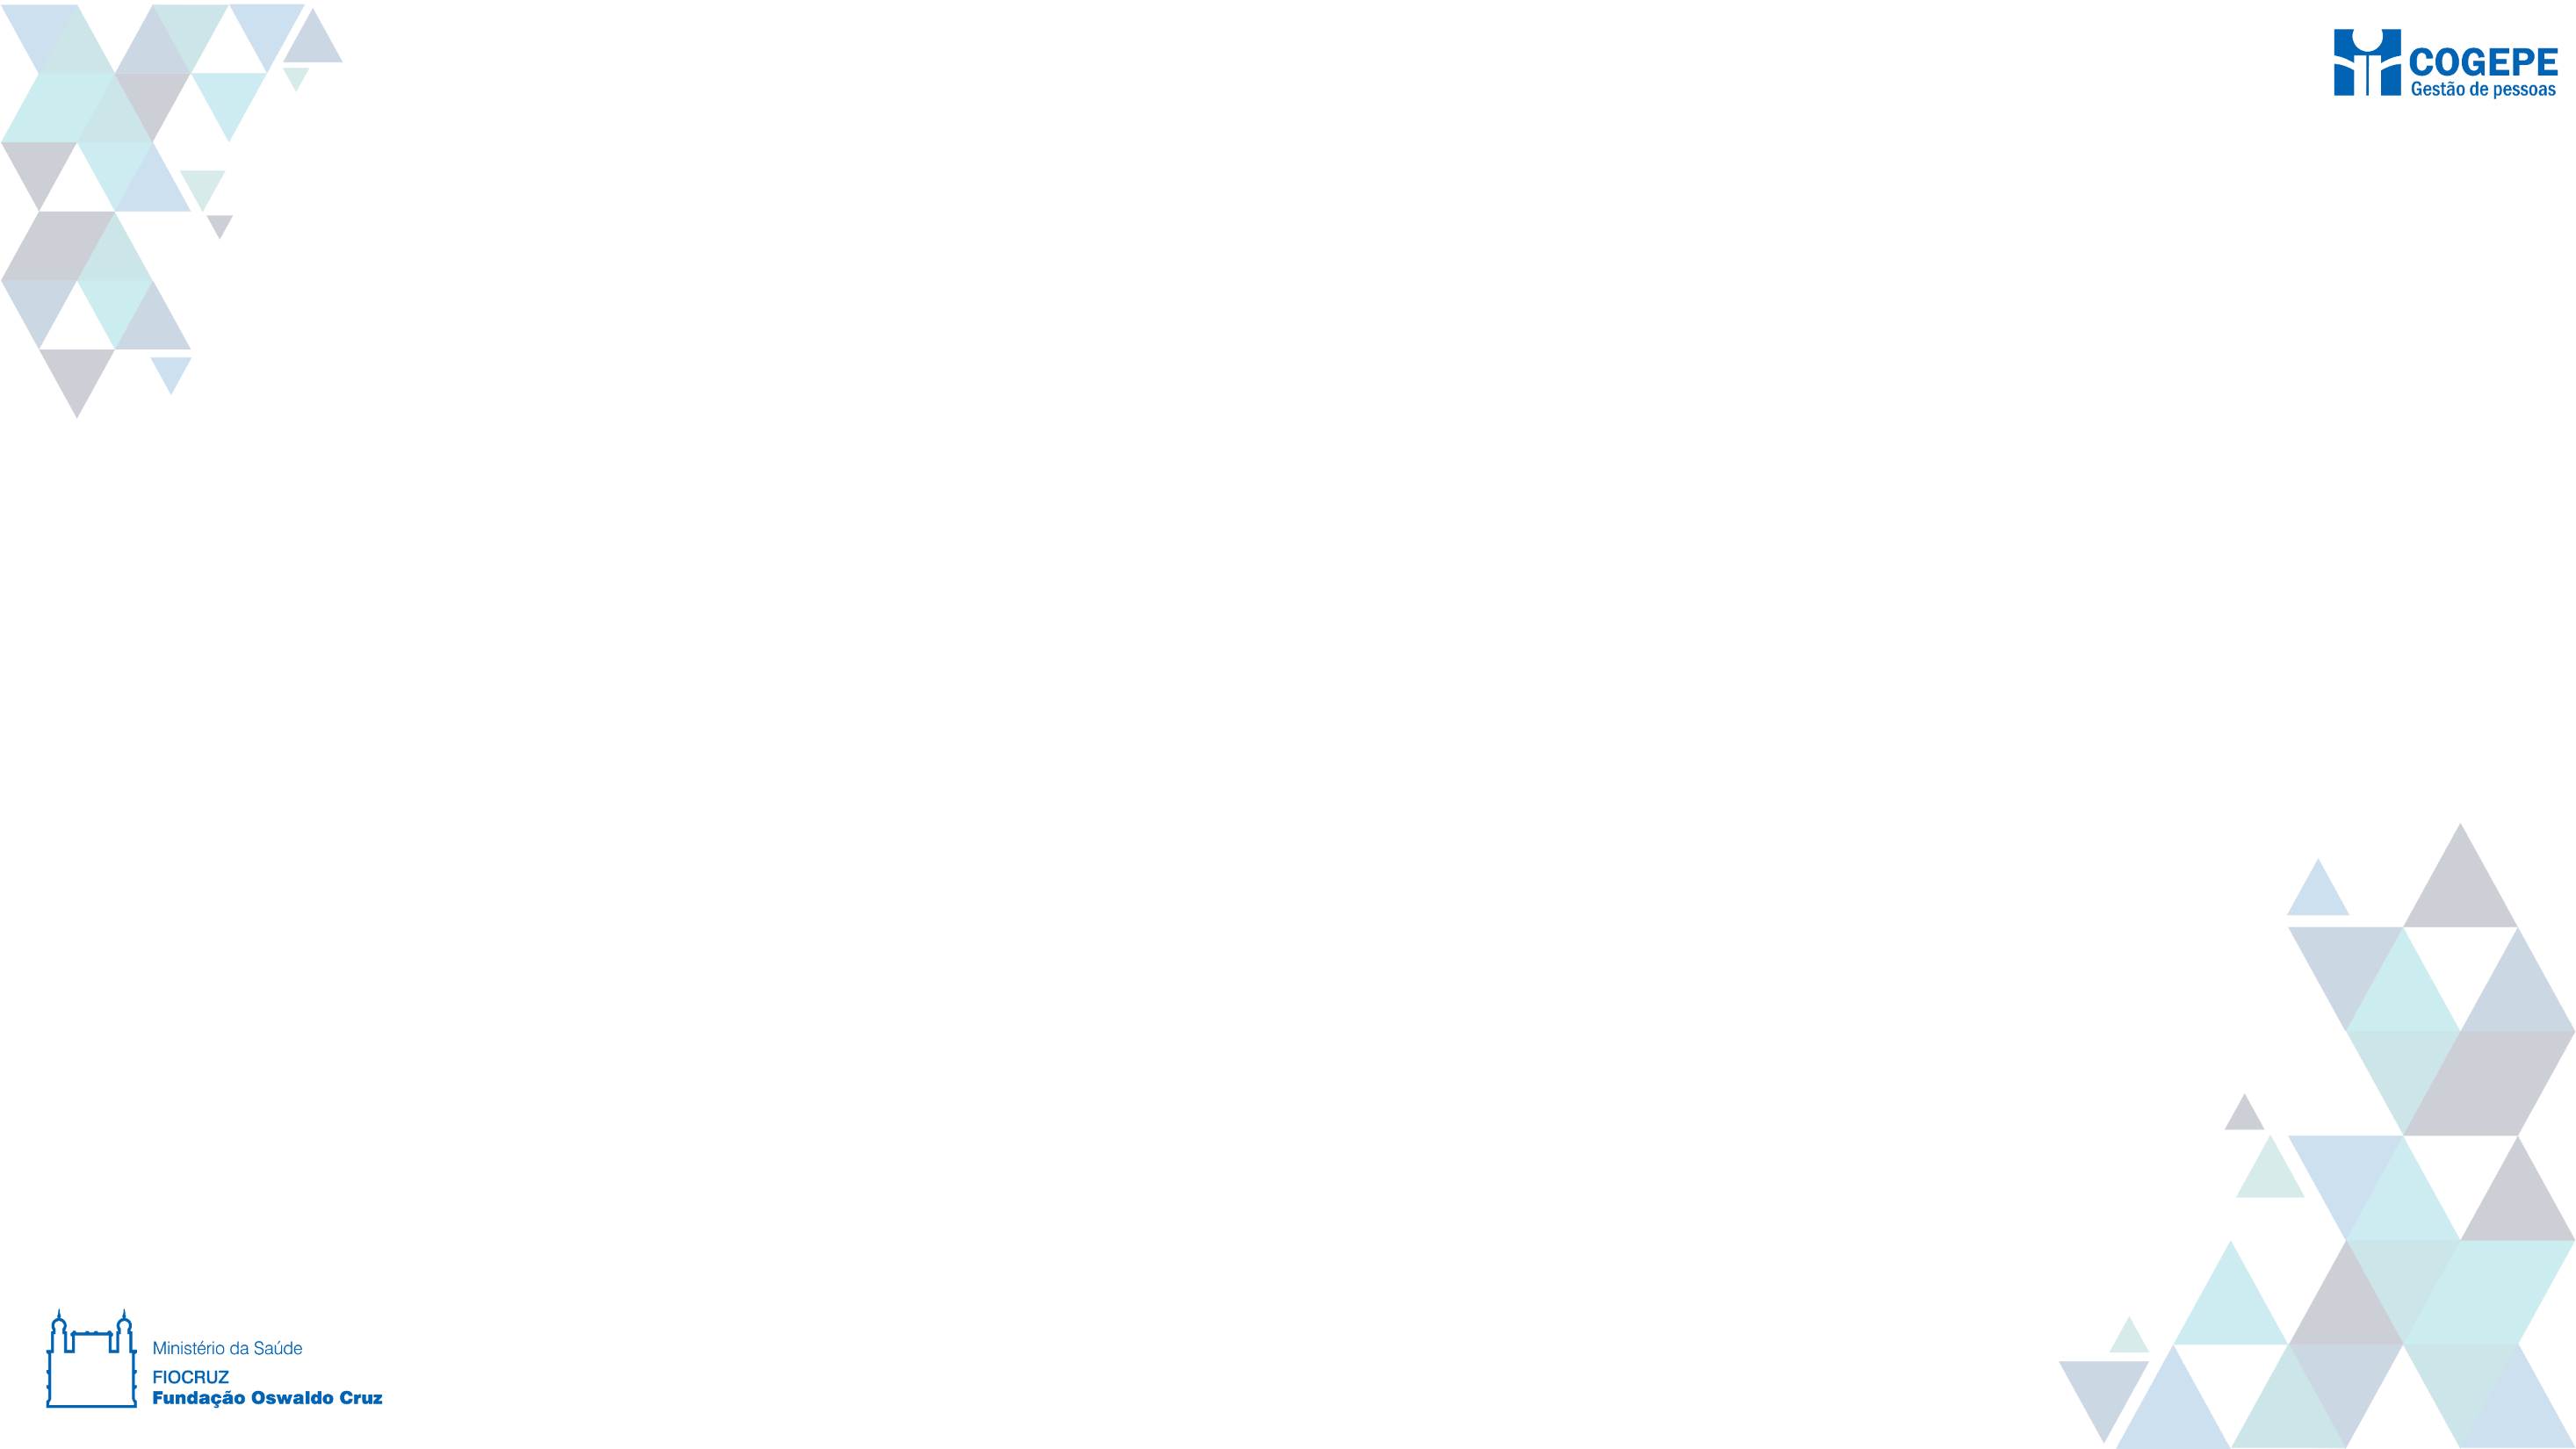 COGEPE
Gestão de pessoas
Ministério da Saúde
FIOCRUZ
Fundação Oswaldo Cruz